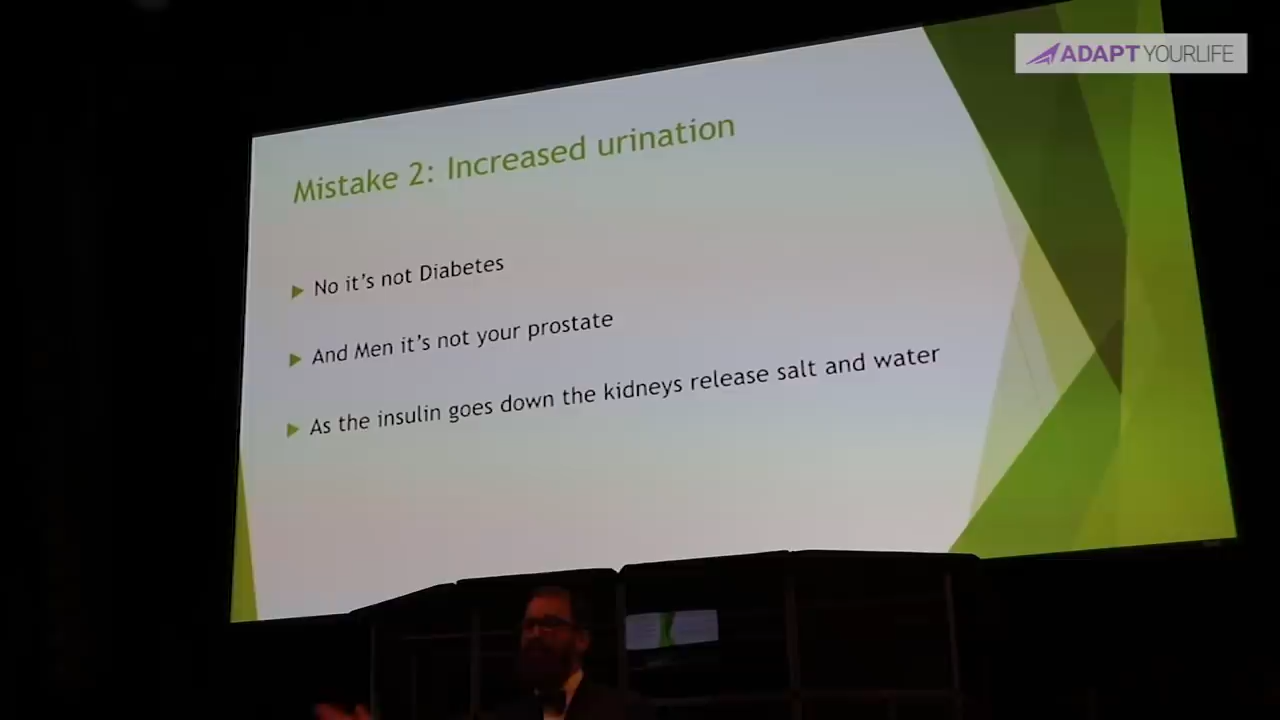 ADAPT YOURLIFE
Mistake 2: Increased urination
No it's not Diabetes
And Men it's not your prostate
As the insulin goes down the kidneys release salt and water